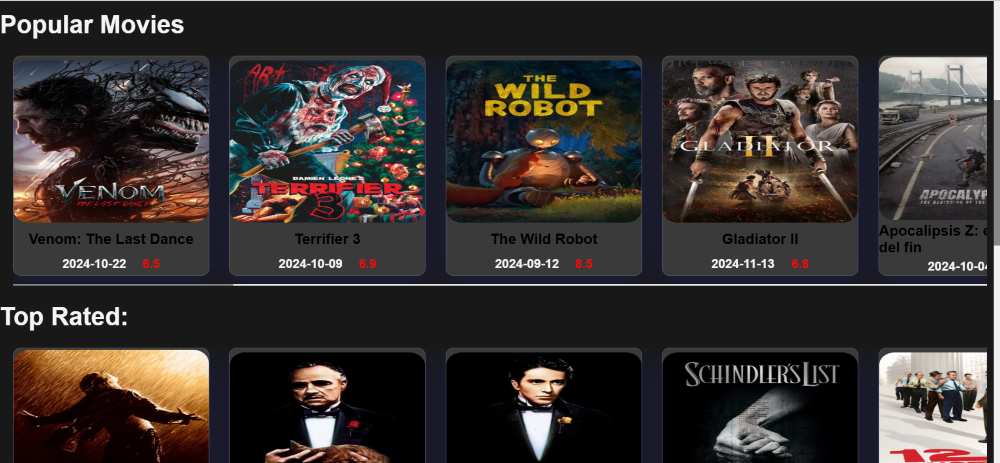 Popular Movies
VENOM
THE LAST DANCE
ART
DAMIEN LEONE'S
TERRIFIER
3
THE
WILD
ROBOT
GLADIATOR
II
APOCALYP
THE BEGINNING OF THE
Venom: The Last Dance
Terrifier 3
The Wild Robot
Gladiator II
Apocalipsis Z: e
del fin
2024-10-22 6.5
2024-10-09 6.9
2024-09-12 8.5
2024-11-13 6.8
2024-10-04
Top Rated:
SCHINDLER'S LIST
12